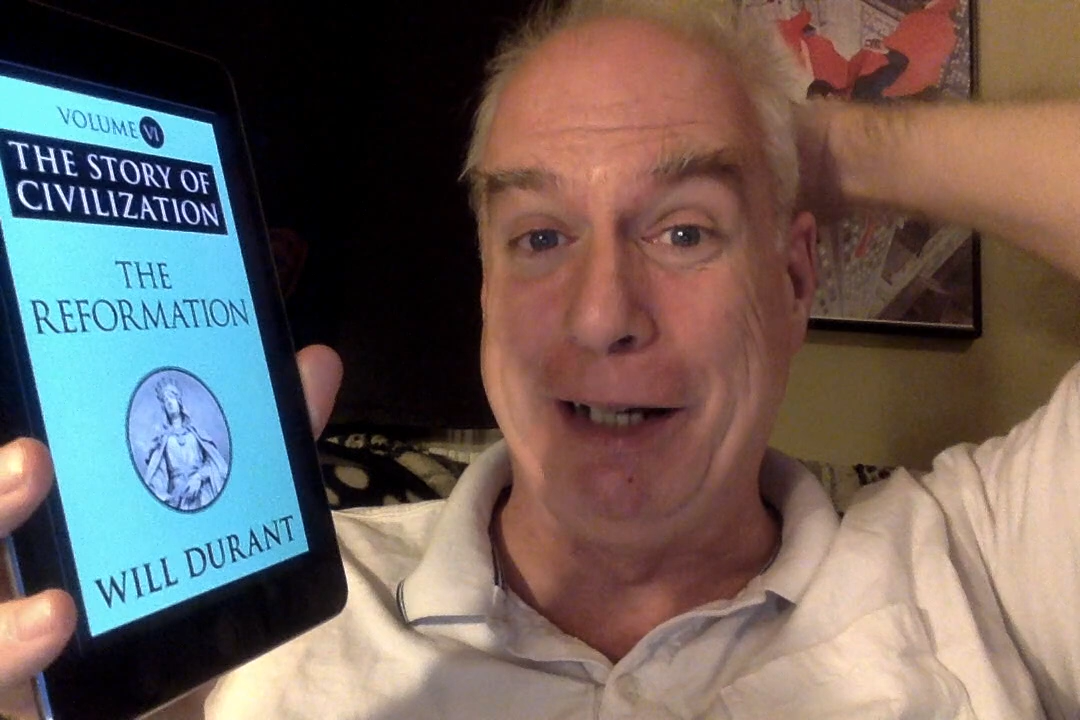 VOLUME VI
THE STORY OF
CIVILIZATION
THE
REFORMATION
WILL DURANT